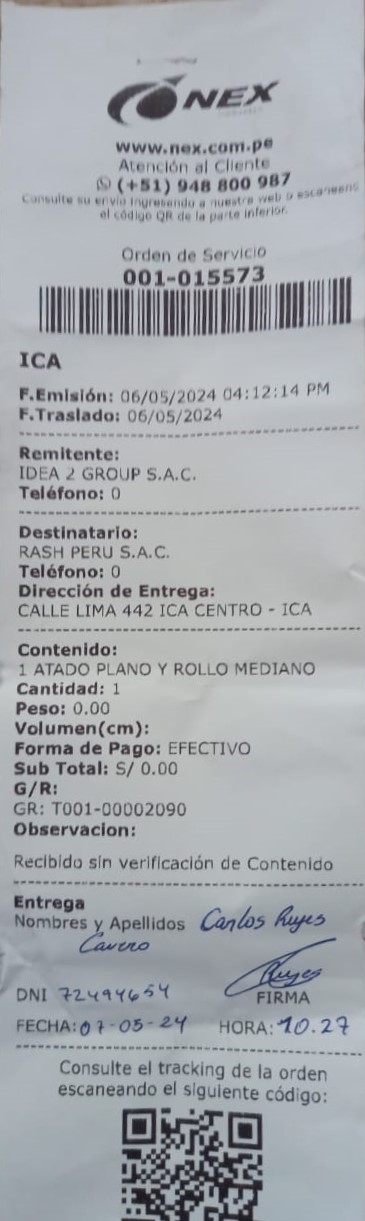 NEX
www.nex.com.pe
Atención al Cliente
(+51) 948 800 987
Consulte su envío ingresando a nuestra web o escaneens
el código QR de la parte inferior.
Orden de Servicio
001-015573
ICA
F.Emisión: 06/05/2024 04:12:14 PM
F.Traslado: 06/05/2024
Remitente:
IDEA 2 GROUP S.A.C.
Teléfono: 0
Destinatario:
RASH PERU S.A.C.
Teléfono: 0
Dirección de Entrega:
CALLE LIMA 442 ICA CENTRO - ICA
Contenido:
1 ATADO PLANO Y ROLLO MEDIANO
Cantidad: 1
Peso: 0.00
Volumen(cm):
Forma de Pago: EFECTIVO
Sub Total: S/ 0.00
G/R:
GR: T001-00002090
Observacion:
Recibido sin verificación de Contenido
Entrega
Nombres y Apellidos Carlos Reyes
Cavero
DNI 72494654
Reyes
FIRMA
FECHA: 07-05-24 HORA: 10.27
Consulte el tracking de la orden
escaneando el siguiente código: